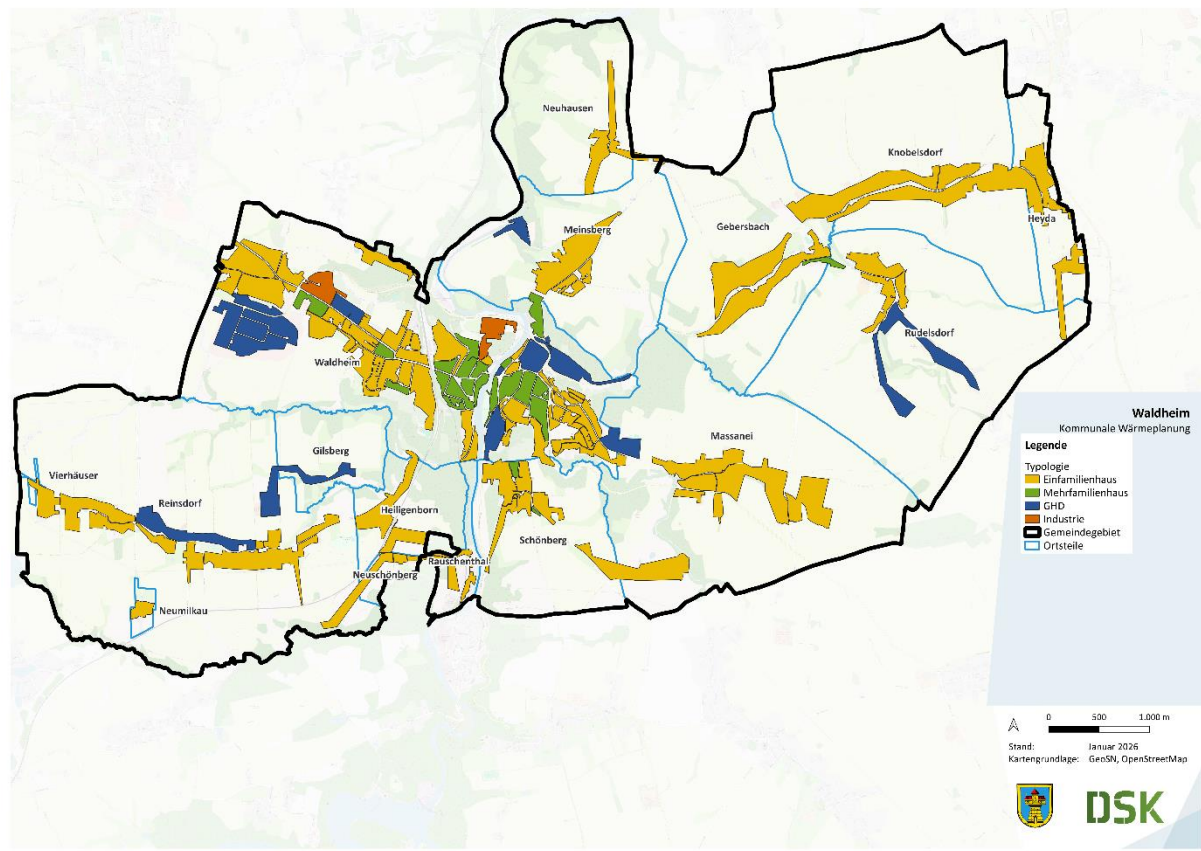 Neuhausen
Knobelsdorf
Meinsberg
Gebersbach
Heyda
Rudelsdorf
Waldheim
Massanei
Gilsberg
Vierhäuser
Reinsdorf
Heiligenborn
Schönberg
Neuschönberg
Rauschenthal
Neumilkau
Waldheim
Kommunale Wärmeplanung
Legende
Typologie
Einfamilienhaus
Mehrfamilienhaus
GHD
Industrie
Gemeindegebiet
Ortsteile
0 500 1.000 m
Stand: Januar 2026
Kartengrundlage: GeoSN, OpenStreetMap
DSK